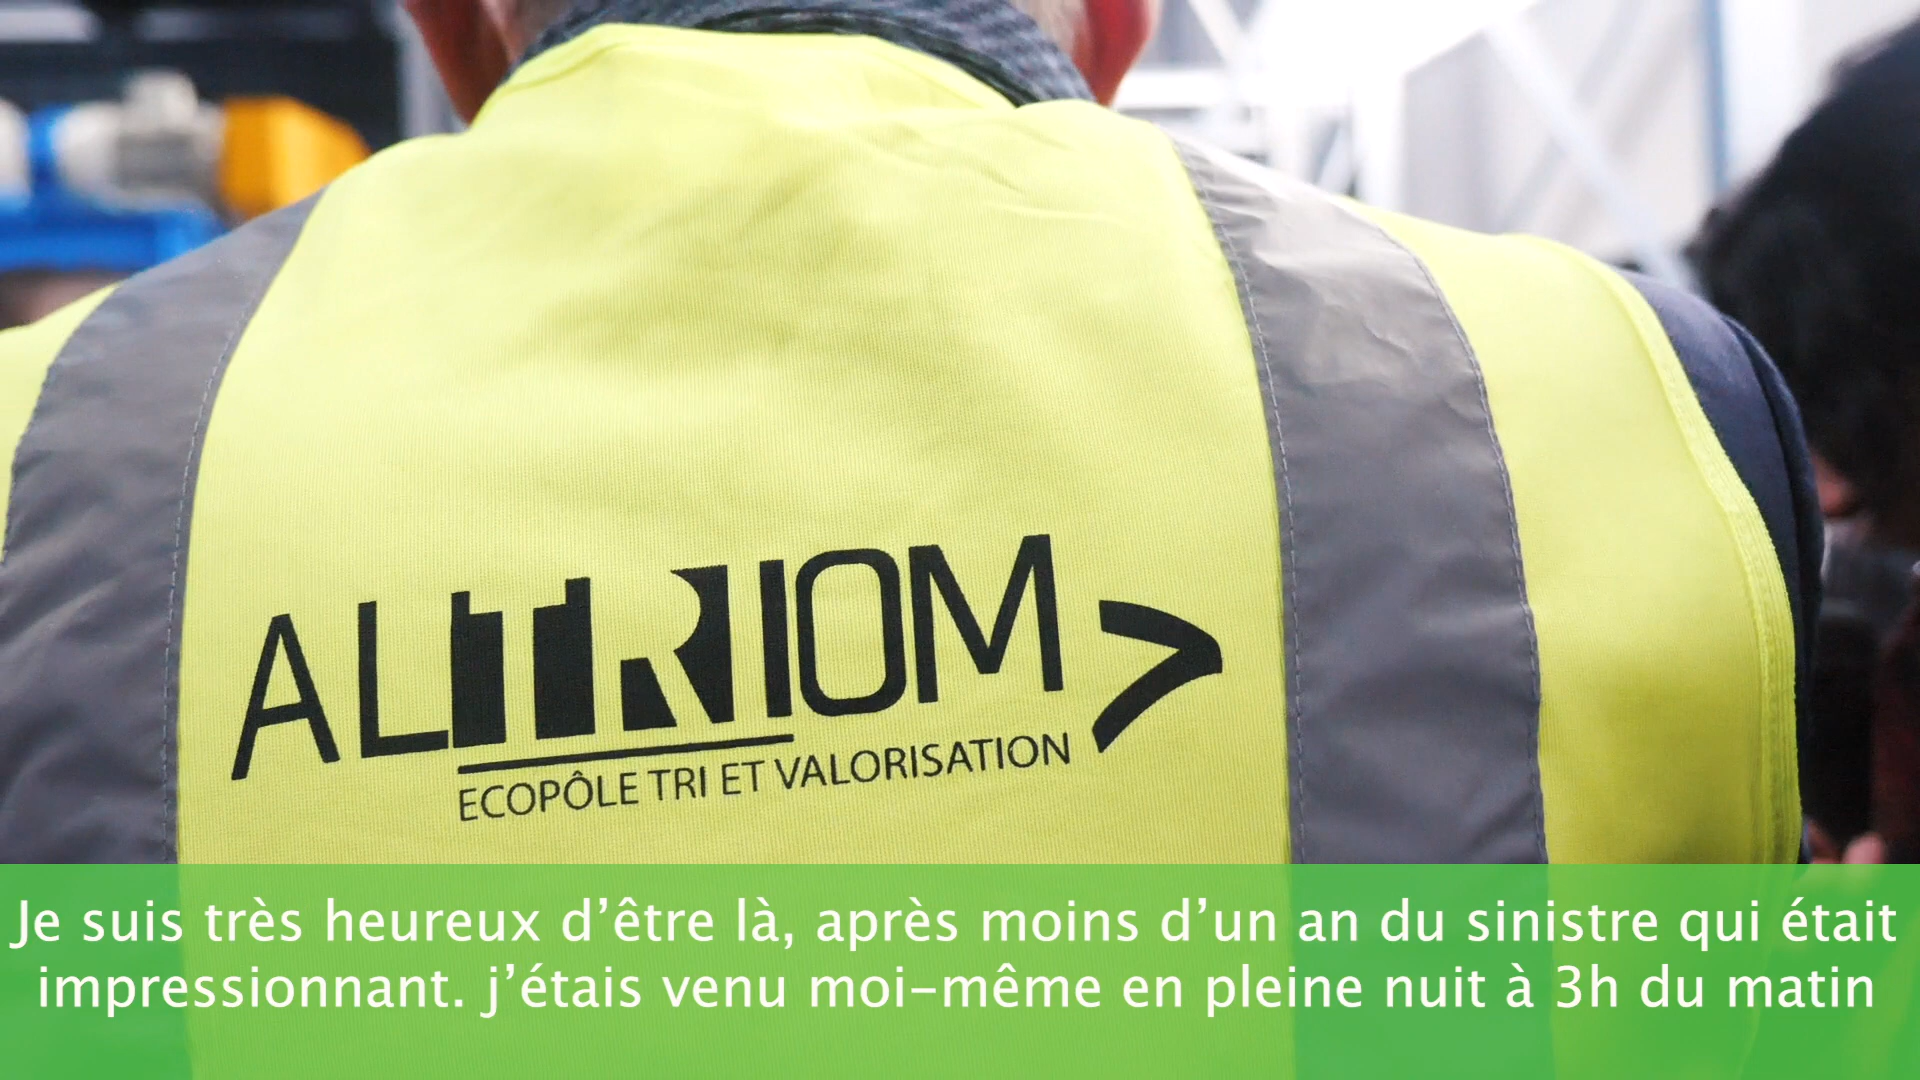 ALTRIOM
ECOPÔLE TRI ET VALORISATION
Je suis très heureux d’être là, après moins d’un an du sinistre qui était
impressionnant. j’étais venu moi-même en pleine nuit à 3h du matin